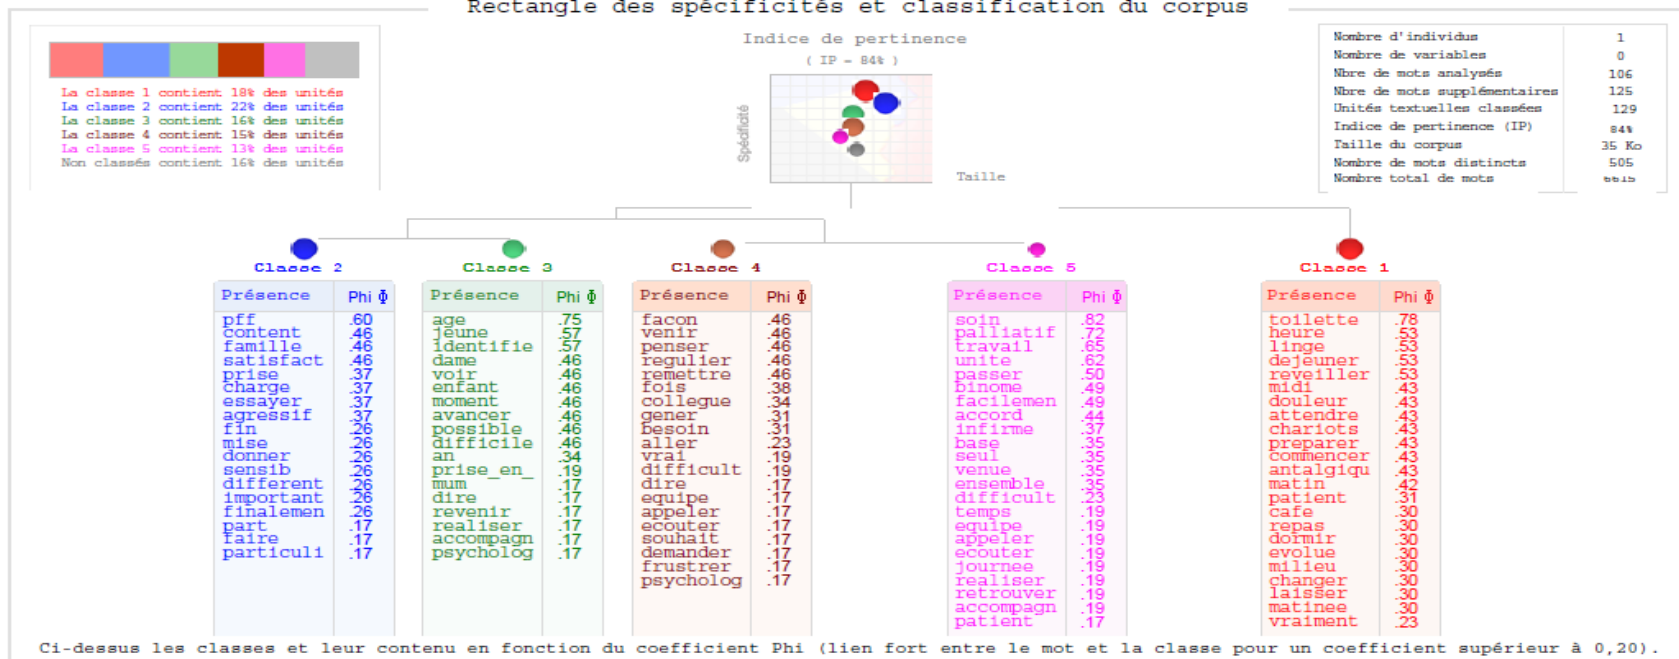 Rectangle des spécificités et classification du corpus
La classe 1 contient 18% des unités
La classe 2 contient 22% des unités
La classe 3 contient 16% des unités
La classe 4 contient 15% des unités
La classe 5 contient 13% des unités
Non classés contient 16% des unités
Indice de pertinence
( IP = 84% )
Spécificité
Taille
Nombre d'individus 1
Nombre de variables 0
Nbre de mots analysés 106
Nbre de mots supplémentaires 125
Unités textuelles classées 129
Indice de pertinence (IP) 84%
Taille du corpus 35 Ko
Nombre de mots distincts 505
Nombre total de mots 6615
Classe 2
Présence Phi Φ
pff .60
content .46
famille .46
satisfact .46
prise .37
charge .37
essayer .37
agressif .37
fin .26
mise .26
donner .26
sensib .26
different .26
important .26
finalemen .26
part .17
faire .17
particuli .17
Classe 3
Présence Phi Φ
age .75
jeune .57
identifie .57
dame .46
voir .46
enfant .46
moment .46
avancer .46
possible .46
difficile .46
an .34
prise_en_ .19
mum .17
dire .17
revenir .17
realiser .17
accompagn .17
psycholog .17
Classe 4
Présence Phi Φ
facon .46
venir .46
penser .46
regulier .46
remettre .46
fois .38
collegue .34
gener .31
besoin .31
aller .23
vrai .19
difficult .19
dire .17
equipe .17
appeler .17
ecouter .17
souhait .17
demander .17
frustrer .17
psycholog .17
Classe 5
Présence Phi Φ
soin .82
palliatif .72
travail .65
unite .62
passer .50
binome .49
facilemen .49
accord .44
infirme .37
base .35
seul .35
venue .35
ensemble .35
difficult .23
temps .19
equipe .19
appeler .19
ecouter .19
journee .19
realiser .19
retrouver .19
accompagn .19
patient .17
Classe 1
Présence Phi Φ
toilette .78
heure .53
linge .53
dejeuner .53
reveiller .53
midi .43
douleur .43
attendre .43
chariots .43
preparer .43
commencer .43
antalgiqu .43
matin .42
patient .31
cafe .30
repas .30
dormir .30
evolue .30
milieu .30
changer .30
laisser .30
matinee .30
vraiment .23
Ci-dessus les classes et leur contenu en fonction du coefficient Phi (lien fort entre le mot et la classe pour un coefficient supérieur à 0,20).